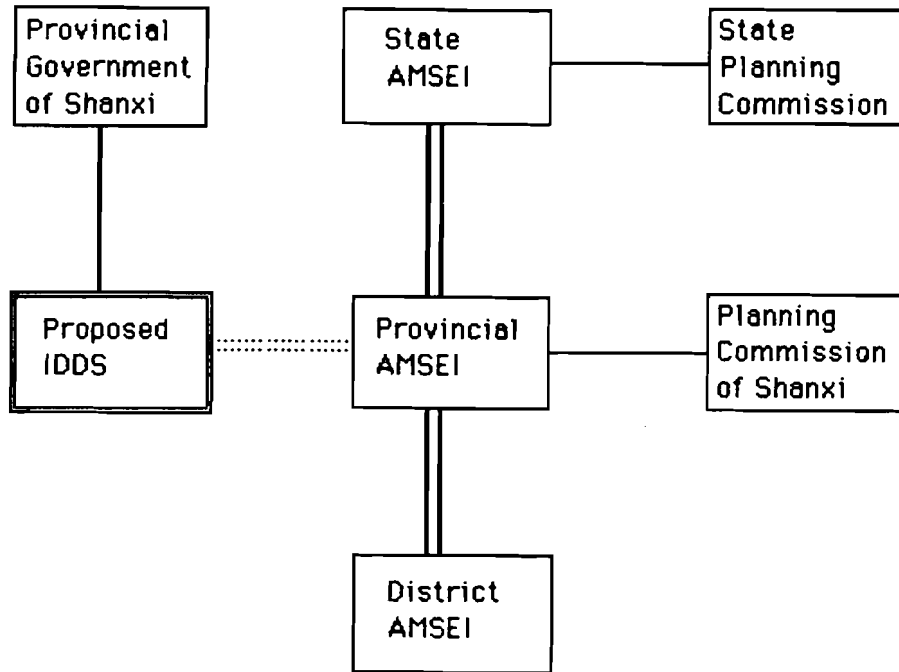 Provincial
Government
of Shanxi
State
AMSEI
State
Planning
Commission
Proposed
IDDS
Provincial
AMSEI
Planning
Commission
of Shanxi
District
AMSEI